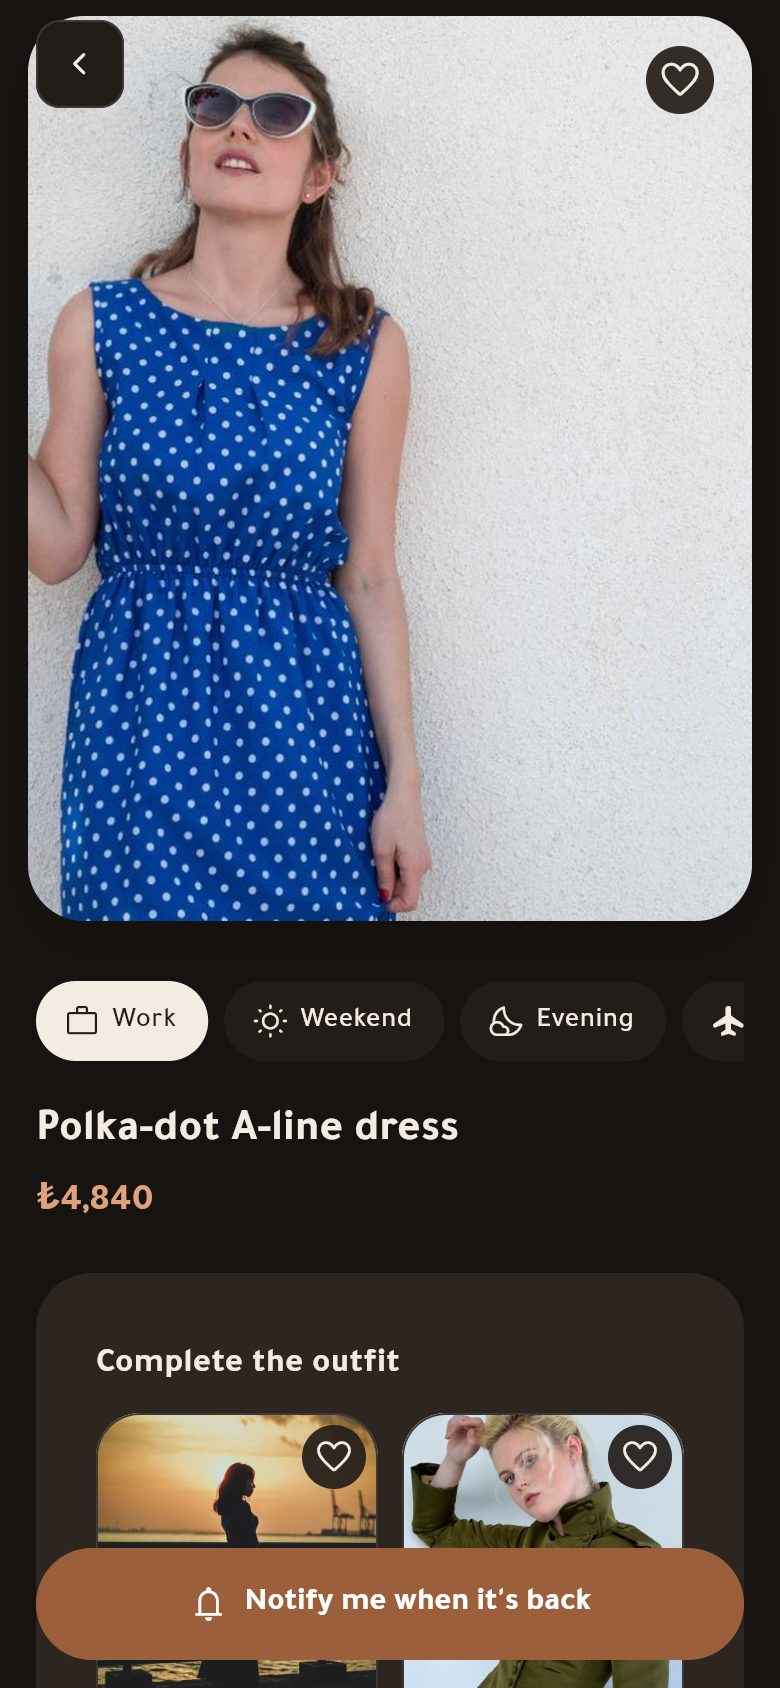 Work
Weekend
Evening
Polka-dot A-line dress
₺4,840
Complete the outfit
Notify me when it's back